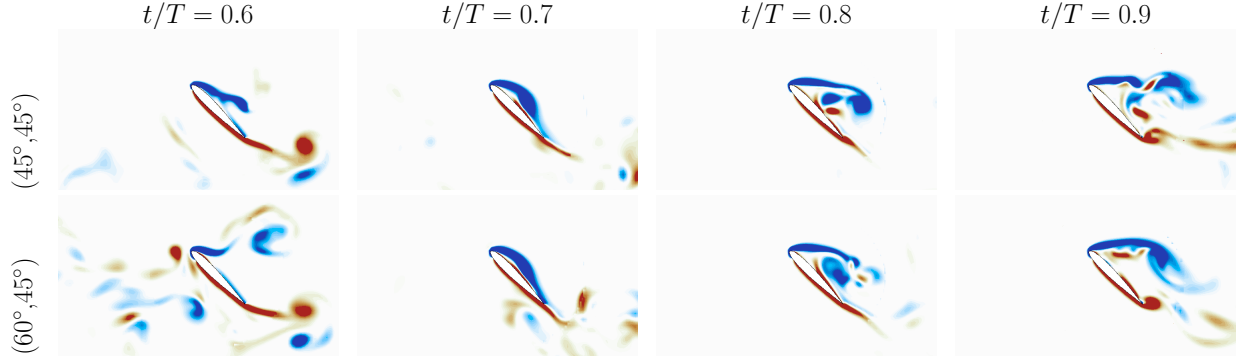 t/T = 0.6
t/T = 0.7
t/T = 0.8
t/T = 0.9
(45°,45°)
(60°,45°)